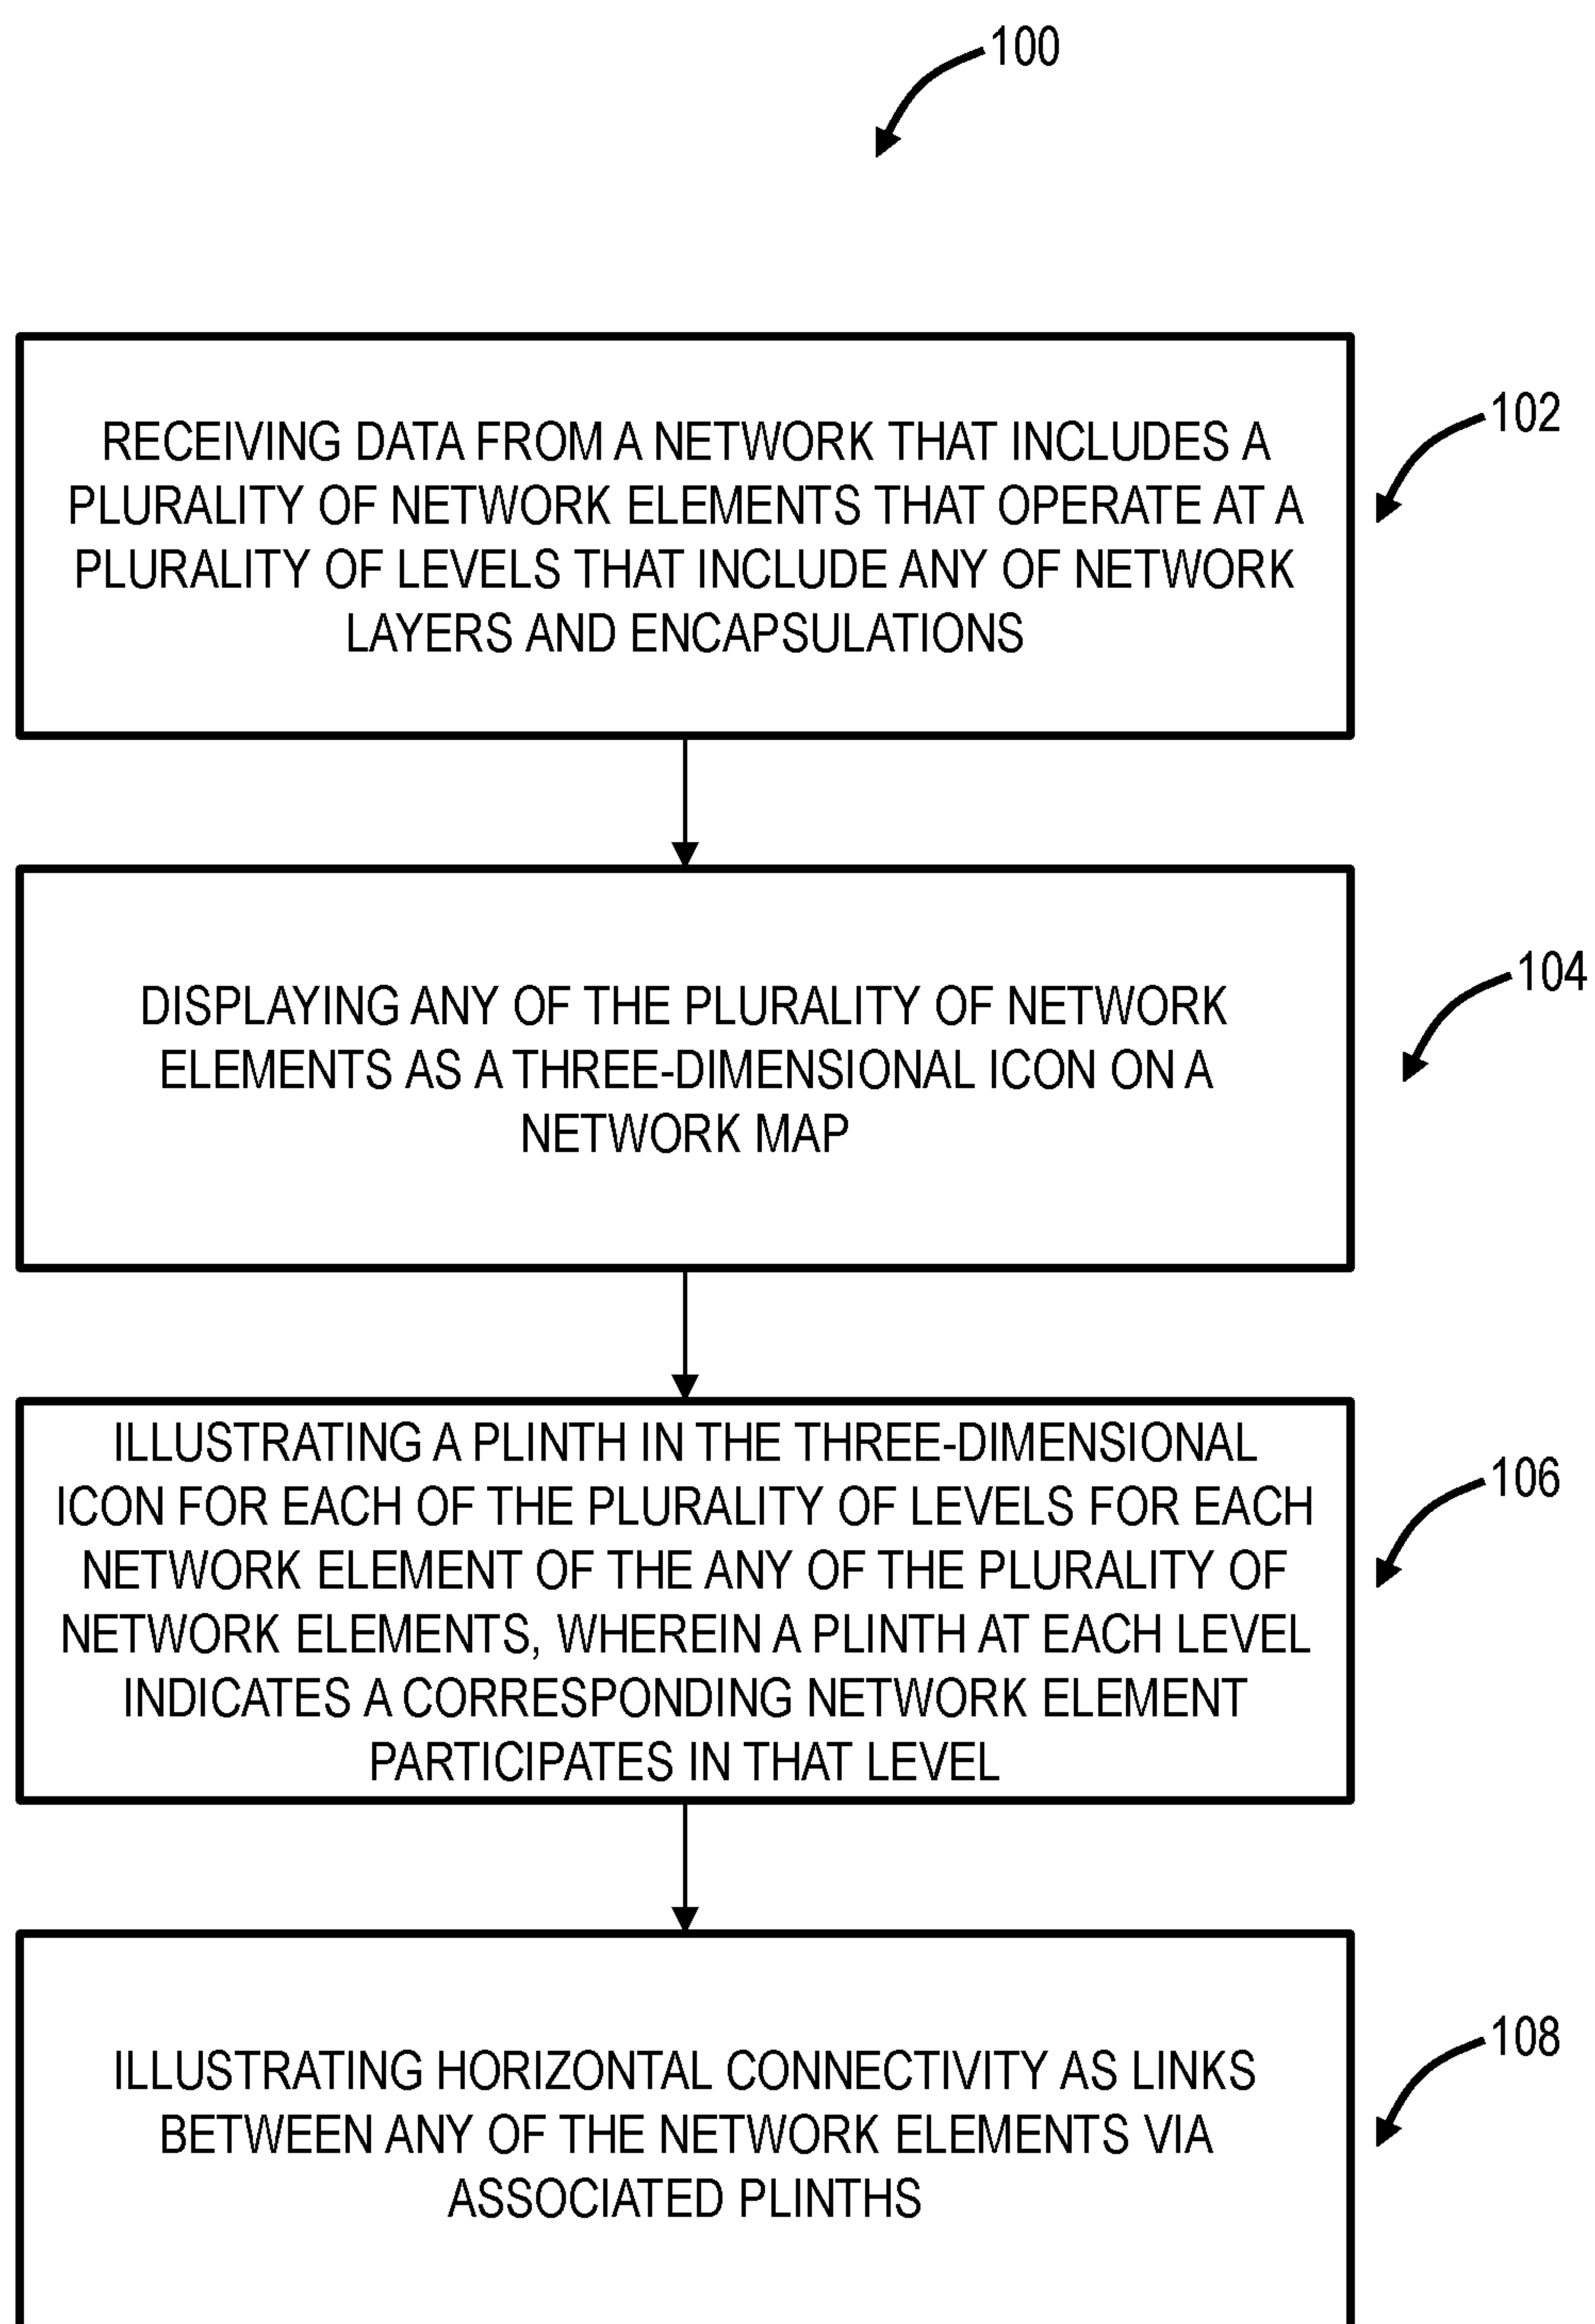 100
RECEIVING DATA FROM A NETWORK THAT INCLUDES A
PLURALITY OF NETWORK ELEMENTS THAT OPERATE AT A
PLURALITY OF LEVELS THAT INCLUDE ANY OF NETWORK
LAYERS AND ENCAPSULATIONS
102
DISPLAYING ANY OF THE PLURALITY OF NETWORK
ELEMENTS AS A THREE-DIMENSIONAL ICON ON A
NETWORK MAP
104
ILLUSTRATING A PLINTH IN THE THREE-DIMENSIONAL
ICON FOR EACH OF THE PLURALITY OF LEVELS FOR EACH
NETWORK ELEMENT OF THE ANY OF THE PLURALITY OF
NETWORK ELEMENTS, WHEREIN A PLINTH AT EACH LEVEL
INDICATES A CORRESPONDING NETWORK ELEMENT
PARTICIPATES IN THAT LEVEL
106
ILLUSTRATING HORIZONTAL CONNECTIVITY AS LINKS
BETWEEN ANY OF THE NETWORK ELEMENTS VIA
ASSOCIATED PLINTHS
108